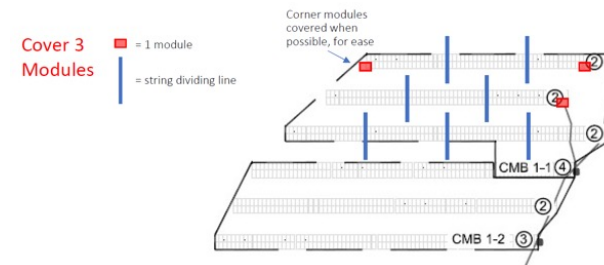 Corner modules
covered when
possible, for ease
Cover 3
Modules
= 1 module
= string dividing line
2
2
2
CMB 1-1 4
2
CMB 1-2 3